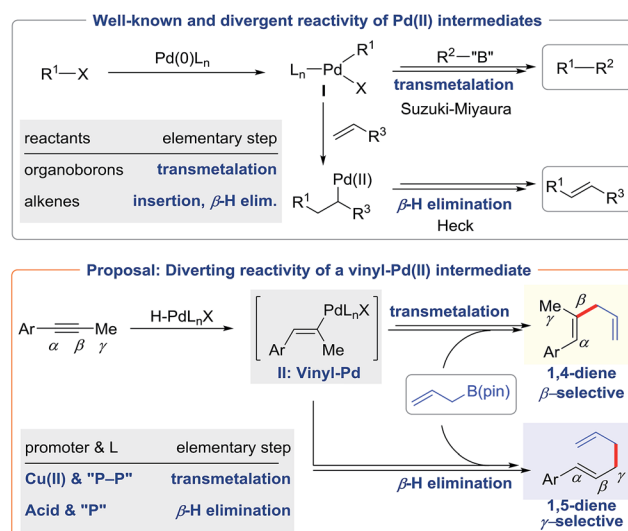 Well-known and divergent reactivity of Pd(II) intermediates
R¹–X
Pd(0)Lₙ
Lₙ–Pd
R¹
X
I
R²–"B"
transmetalation
Suzuki-Miyaura
R¹–R²
R³
reactants elementary step
organoborons transmetalation
alkenes insertion, β-H elim.
Pd(II)
R¹
R³
β-H elimination
Heck
R¹
R³
Proposal: Diverting reactivity of a vinyl-Pd(II) intermediate
Ar
Me
α β γ
H-PdLₙX
PdLₙX
Ar
Me
II: Vinyl-Pd
transmetalation
B(pin)
Me
β
γ
α
Ar
1,4-diene
β–selective
promoter & L elementary step
Cu(II) & "P–P" transmetalation
Acid & "P" β-H elimination
β-H elimination
Ar
α
β
γ
1,5-diene
γ–selective